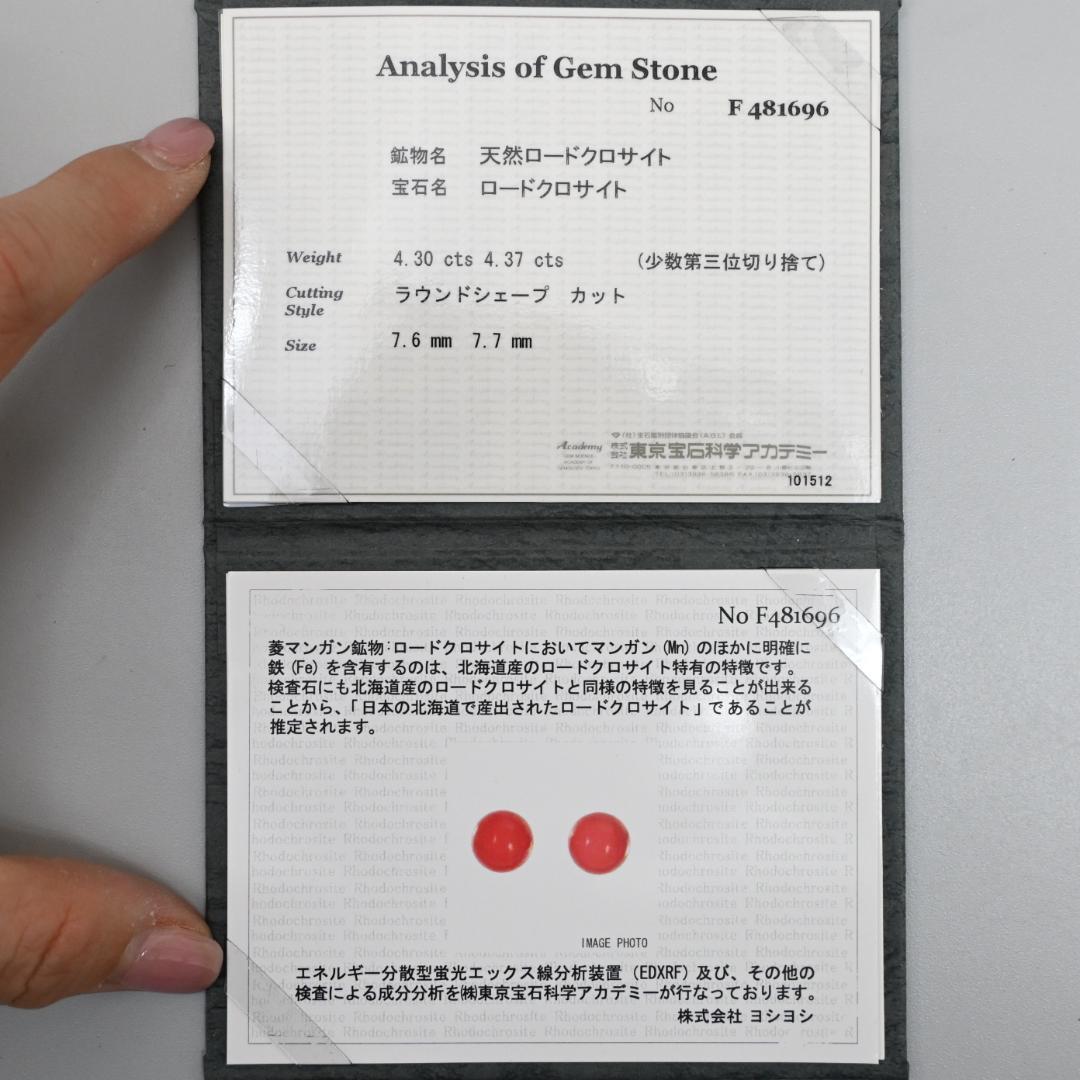 Analysis of Gem Stone
No F 481696
鉱物名 天然ロードクロサイト
宝石名 ロードクロサイト
Weight 4.30 cts 4.37 cts (少数第三位切り捨て)
Cutting Style ラウンドシェープ カット
Size 7.6 mm 7.7 mm
Academy 株式会社 東京宝石科学アカデミー
101512
No F481696
菱マンガン鉱物:ロードクロサイトにおいてマンガン(Mn)のほかに明確に
鉄(Fe)を含有するのは、北海道産のロードクロサイト特有の特徴です。
検査石にも北海道産のロードクロサイトと同様の特徴を見ることが出来る
ことから、「日本の北海道で産出されたロードクロサイト」であることが
推定されます。
IMAGE PHOTO
エネルギー分散型蛍光エックス線分析装置(EDXRF)及び、その他の
検査による成分分析を㈱東京宝石科学アカデミーが行なっております。
株式会社 ヨシヨシ